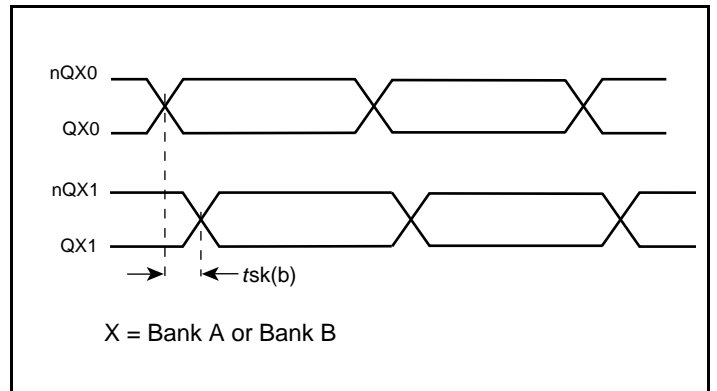 nQX0
QX0
nQX1
QX1
tsk(b)
X = Bank A or Bank B